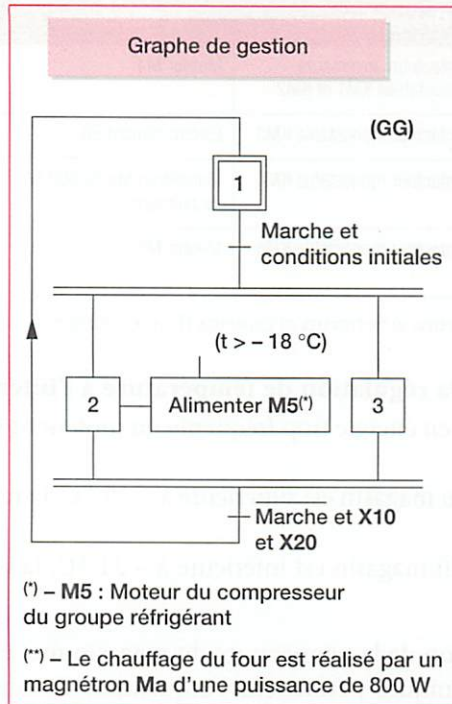 Graphe de gestion
(GG)
1
Marche et
conditions initiales
(t > – 18 °C)
2
Alimenter M5(*)
3
Marche et X10
et X20
(*) – M5 : Moteur du compresseur
du groupe réfrigérant
(**) – Le chauffage du four est réalisé par un
magnétron Ma d'une puissance de 800 W